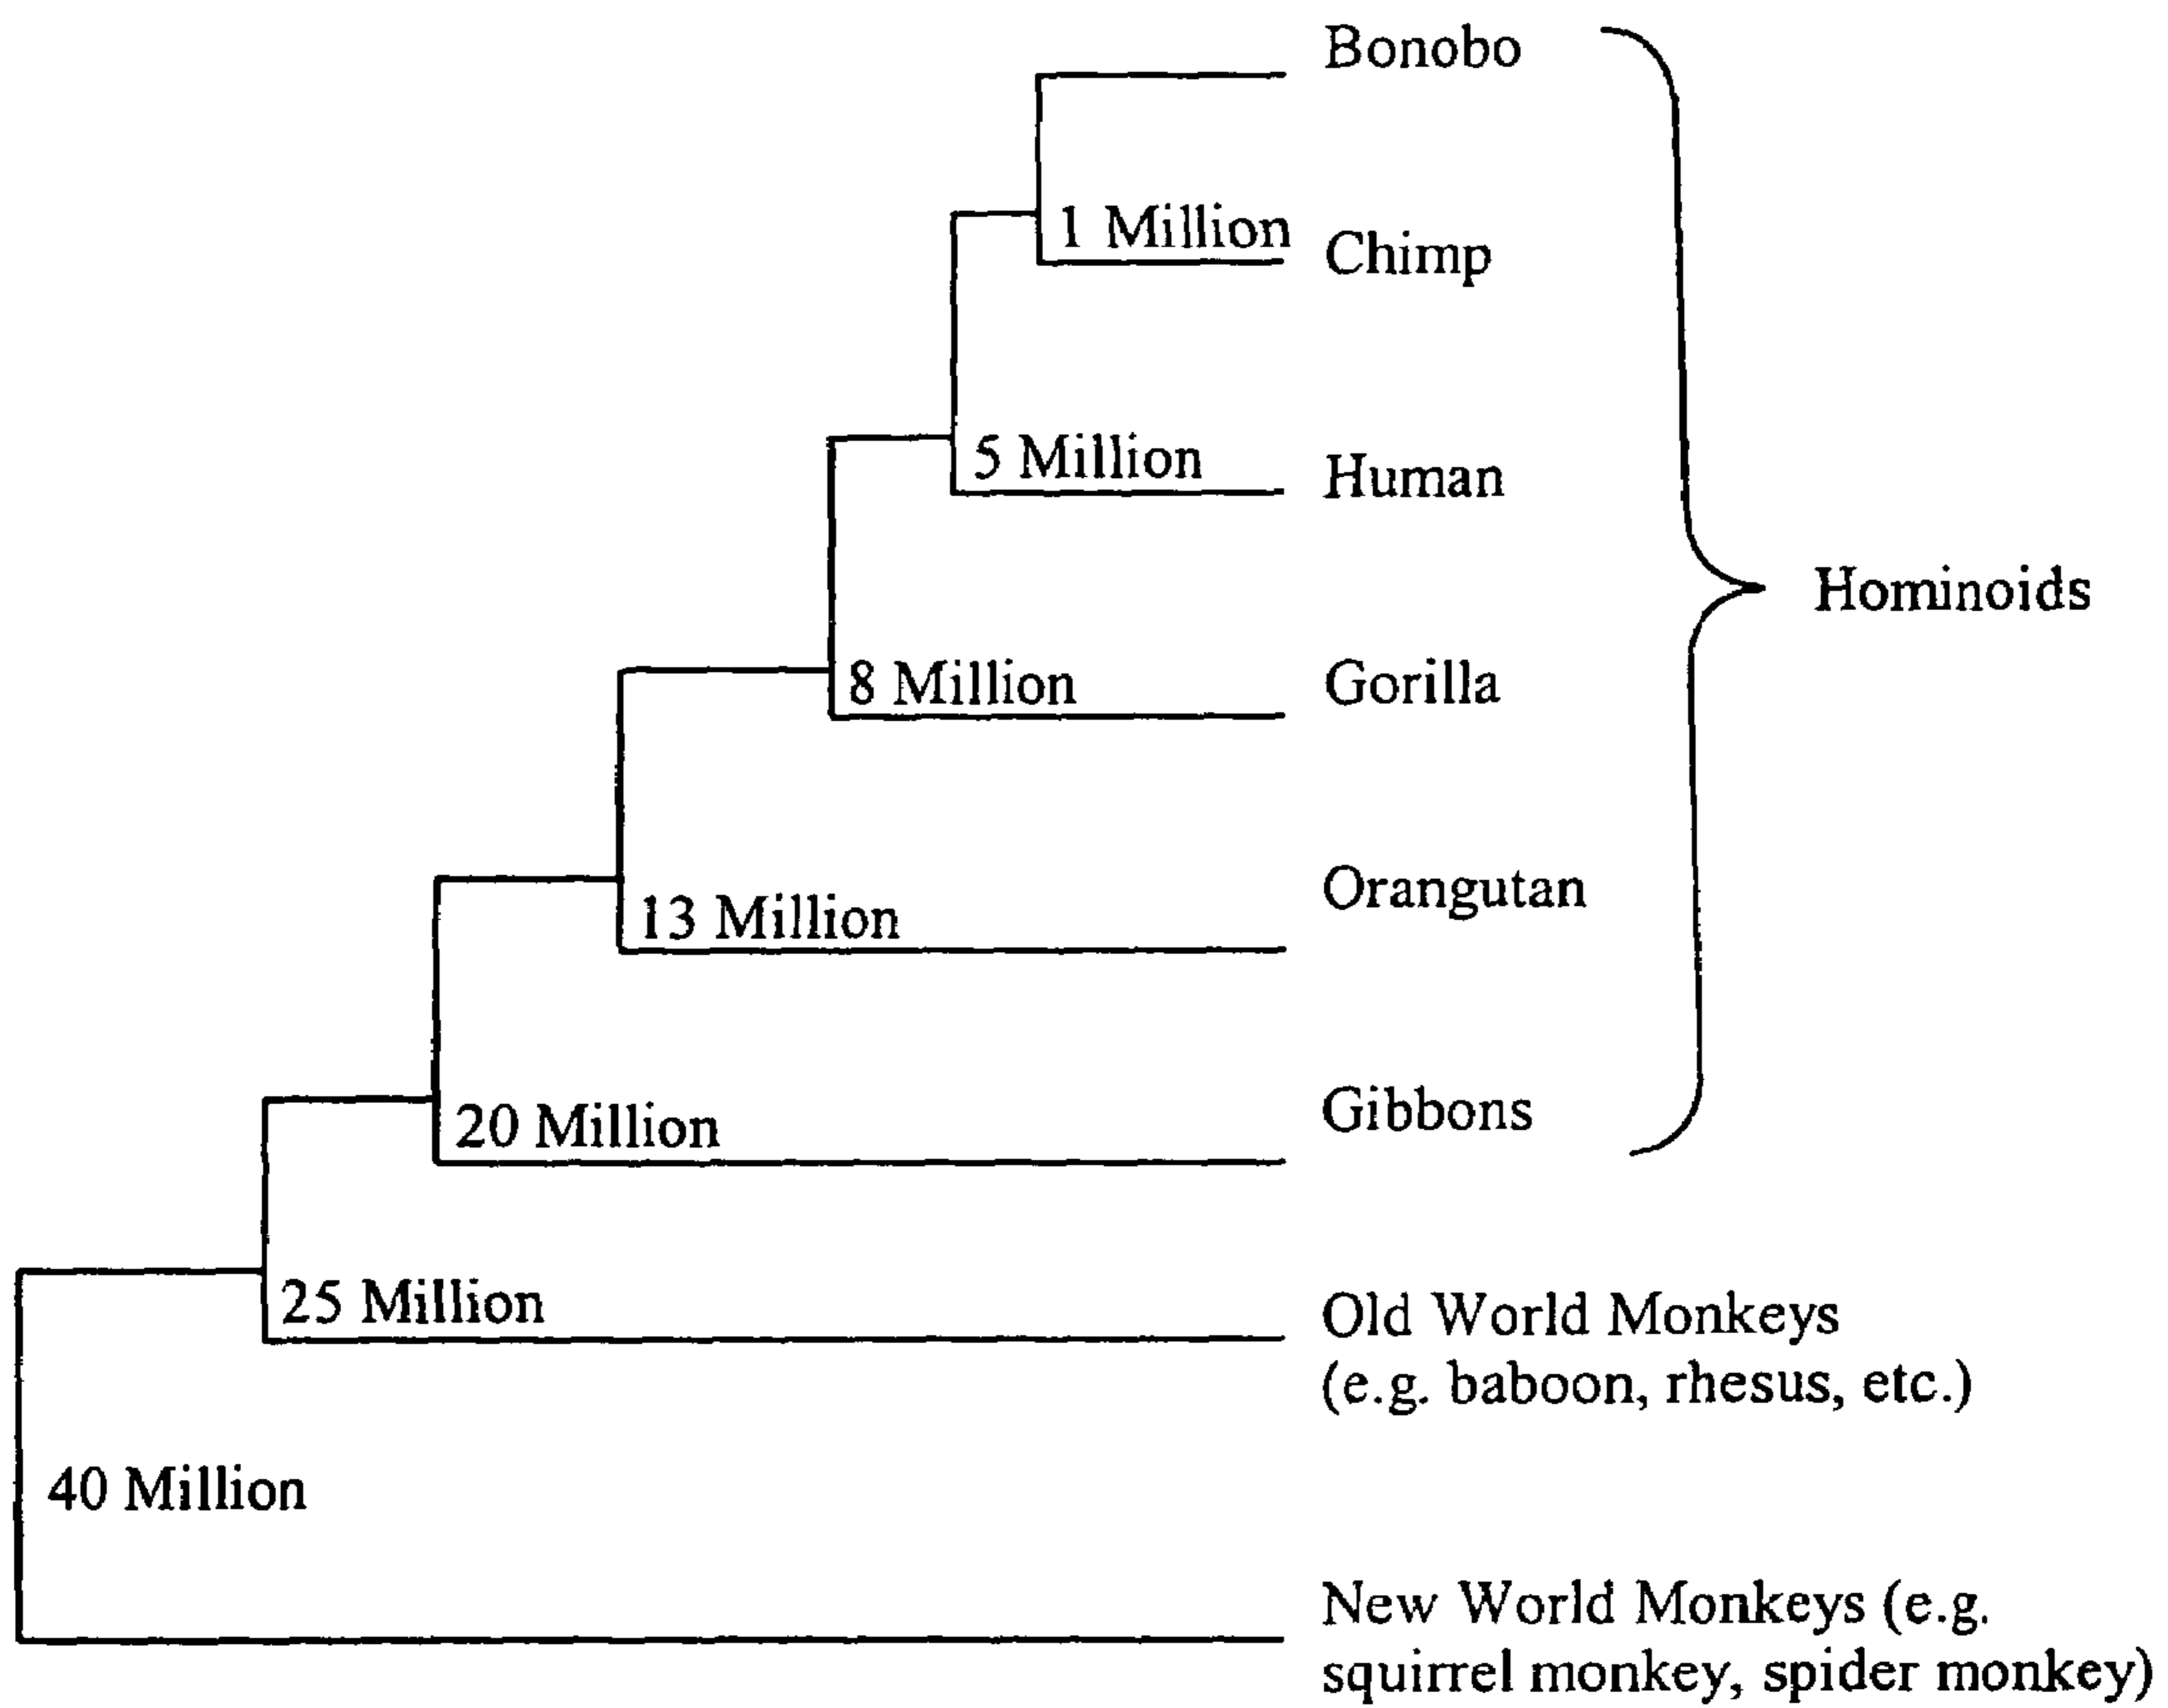 Bonobo
1 Million
Chimp
5 Million
Human
Hominoids
8 Million
Gorilla
Orangutan
13 Million
Gibbons
20 Million
25 Million
Old World Monkeys
(e.g. baboon, rhesus, etc.)
40 Million
New World Monkeys (e.g.
squirrel monkey, spider monkey)